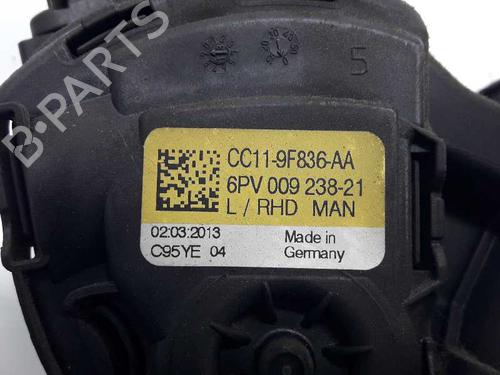 B-PARTS
5
CC11-9F836-AA
6PV 009 238-21
L / RHD MAN
02.03.2013
C95YE 04
Made in
Germany